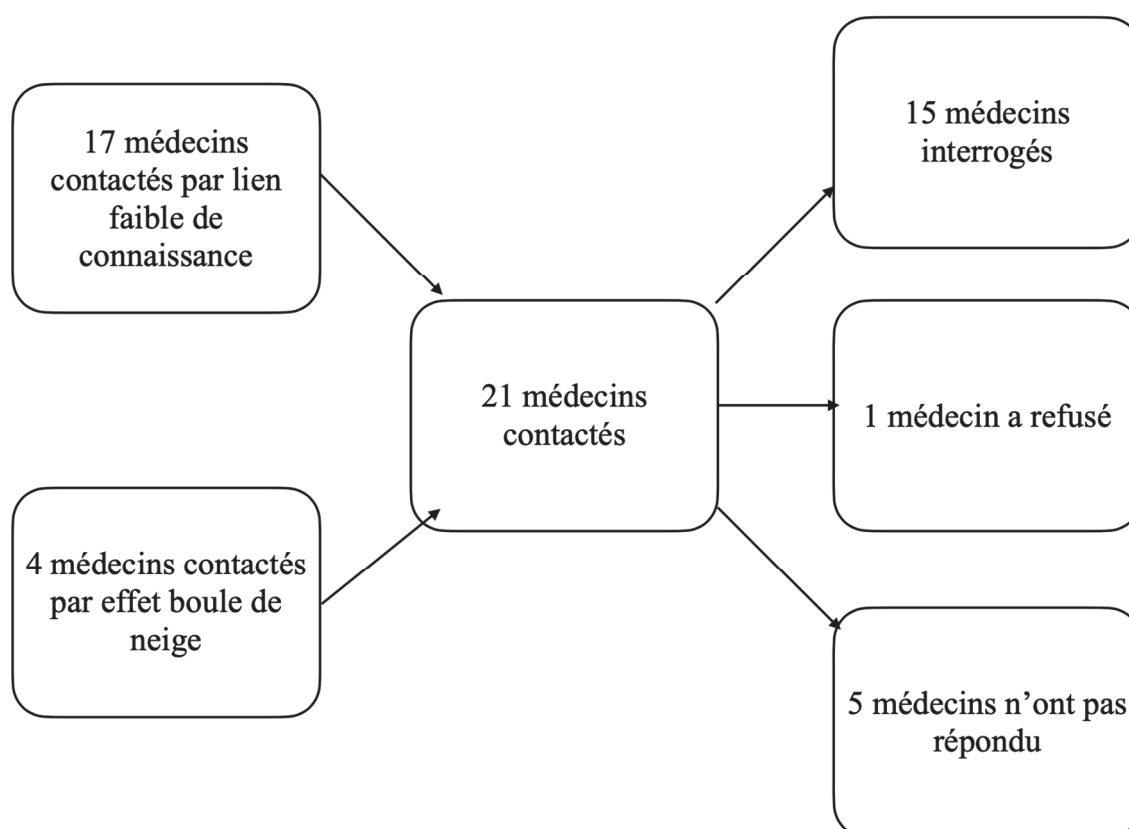 17 médecins
contactés par lien
faible de
connaissance
4 médecins contactés
par effet boule de
neige
21 médecins
contactés
15 médecins
interrogés
1 médecin a refusé
5 médecins n’ont pas
répondu